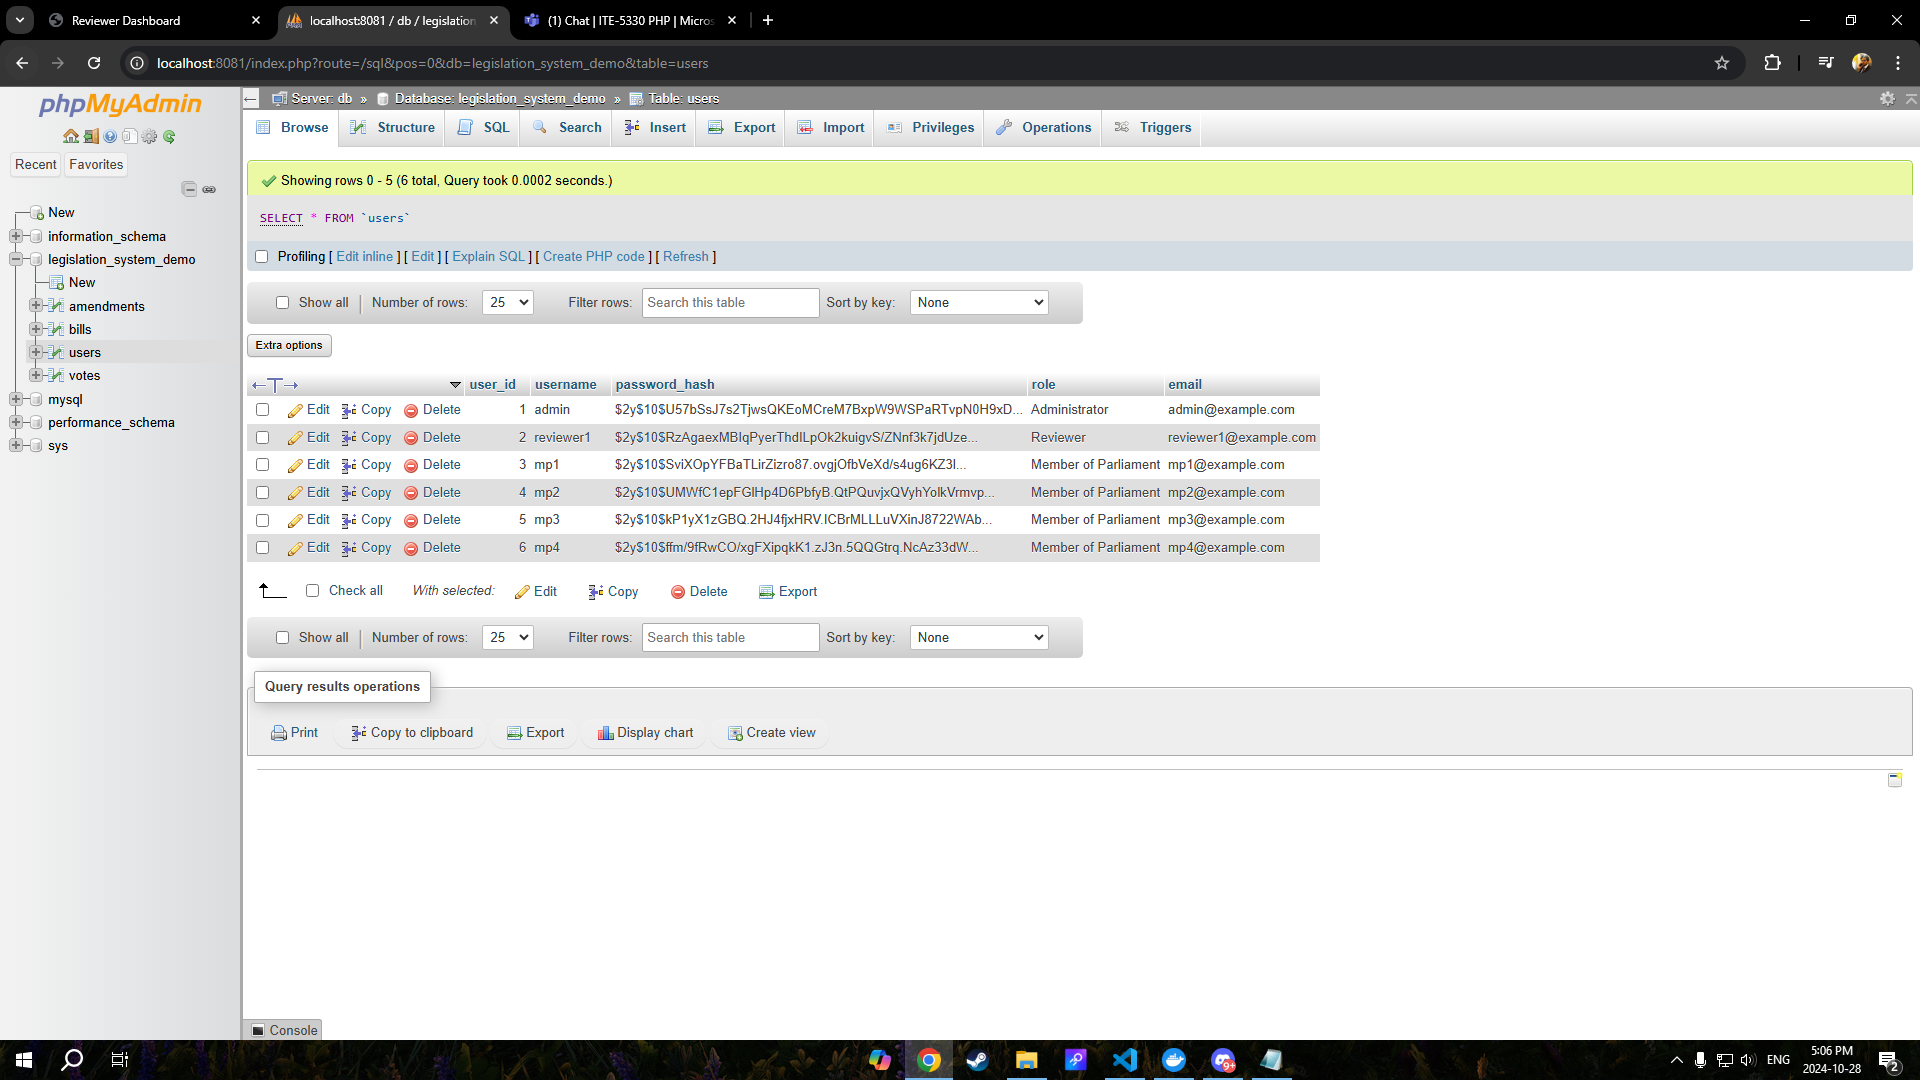 Reviewer Dashboard
localhost:8081 / db / legislation
(1) Chat | ITE-5330 PHP | Micros
localhost:8081/index.php?route=/sql&pos=0&db=legislation_system_demo&table=users
phpMyAdmin
Recent
Favorites
New
information_schema
legislation_system_demo
New
amendments
bills
users
votes
mysql
performance_schema
sys
Server: db » Database: legislation_system_demo » Table: users
Browse Structure SQL Search Insert Export Import Privileges Operations Triggers
Showing rows 0 - 5 (6 total, Query took 0.0002 seconds.)
SELECT * FROM `users`
Profiling [ Edit inline ] [ Edit ] [ Explain SQL ] [ Create PHP code ] [ Refresh ]
Show all Number of rows: 25 Filter rows: Search this table Sort by key: None
Extra options
user_id username password_hash role email
Edit Copy Delete 1 admin $2y$10$U57bSsJ7s2TjwsQKEoMCreM7BxpW9WSPaRTvpN0H9xD... Administrator admin@example.com
Edit Copy Delete 2 reviewer1 $2y$10$RzAgaexMBIqPyerThdILpOk2kuigvS/ZNnf3k7jdUze... Reviewer reviewer1@example.com
Edit Copy Delete 3 mp1 $2y$10$SviXOpYFBaTLirZizro87.ovgjOfbVeXd/s4ug6KZ3I... Member of Parliament mp1@example.com
Edit Copy Delete 4 mp2 $2y$10$UMWfC1epFGlHp4D6PbfyB.QtPQuvjxQVyhYolkVrmvp... Member of Parliament mp2@example.com
Edit Copy Delete 5 mp3 $2y$10$kP1yX1zGBQ.2HJ4fjxHRV.ICBrMLLLuVXinJ8722WAb... Member of Parliament mp3@example.com
Edit Copy Delete 6 mp4 $2y$10$ffm/9fRwCO/xgFXipqkK1.zJ3n.5QQGtrq.NcAz33dW... Member of Parliament mp4@example.com
Check all With selected: Edit Copy Delete Export
Show all Number of rows: 25 Filter rows: Search this table Sort by key: None
Query results operations
Print Copy to clipboard Export Display chart Create view
Console
9+
ENG
5:06 PM
2024-10-28
2